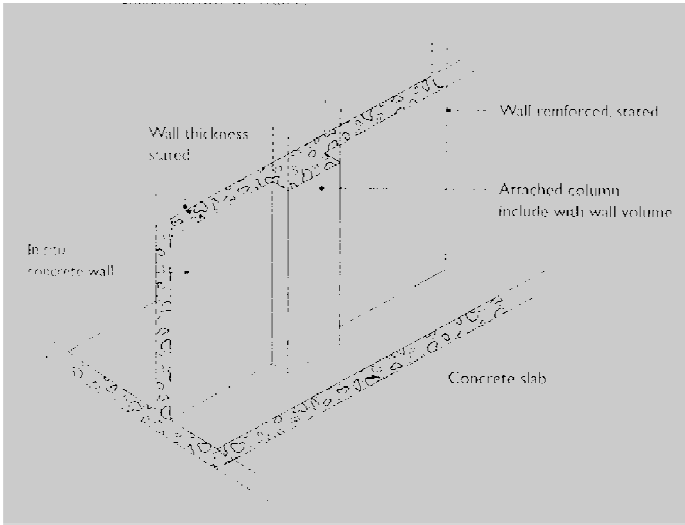 Wall thickness
stated
Wall reinforced, stated
Attached column
include with wall volume
In situ
concrete wall
Concrete slab